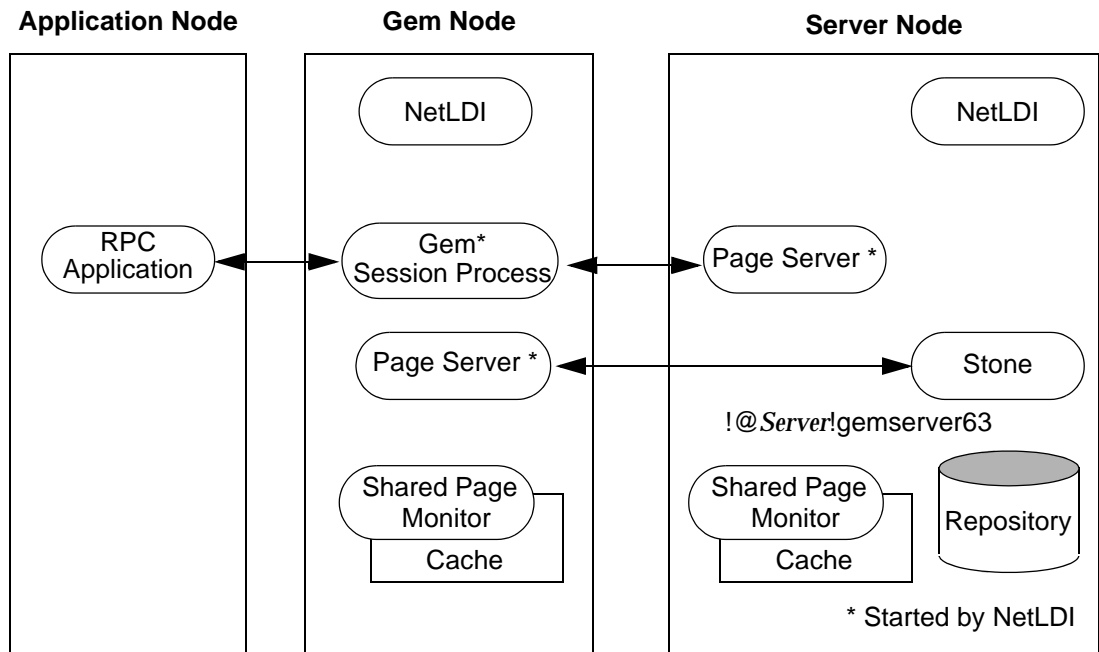 Application Node
Gem Node
Server Node
NetLDI
NetLDI
RPC
Application
Gem*
Session Process
Page Server *
Page Server *
Stone
!@Server!gemserver63
Shared Page
Monitor
Cache
Shared Page
Monitor
Cache
Repository
* Started by NetLDI